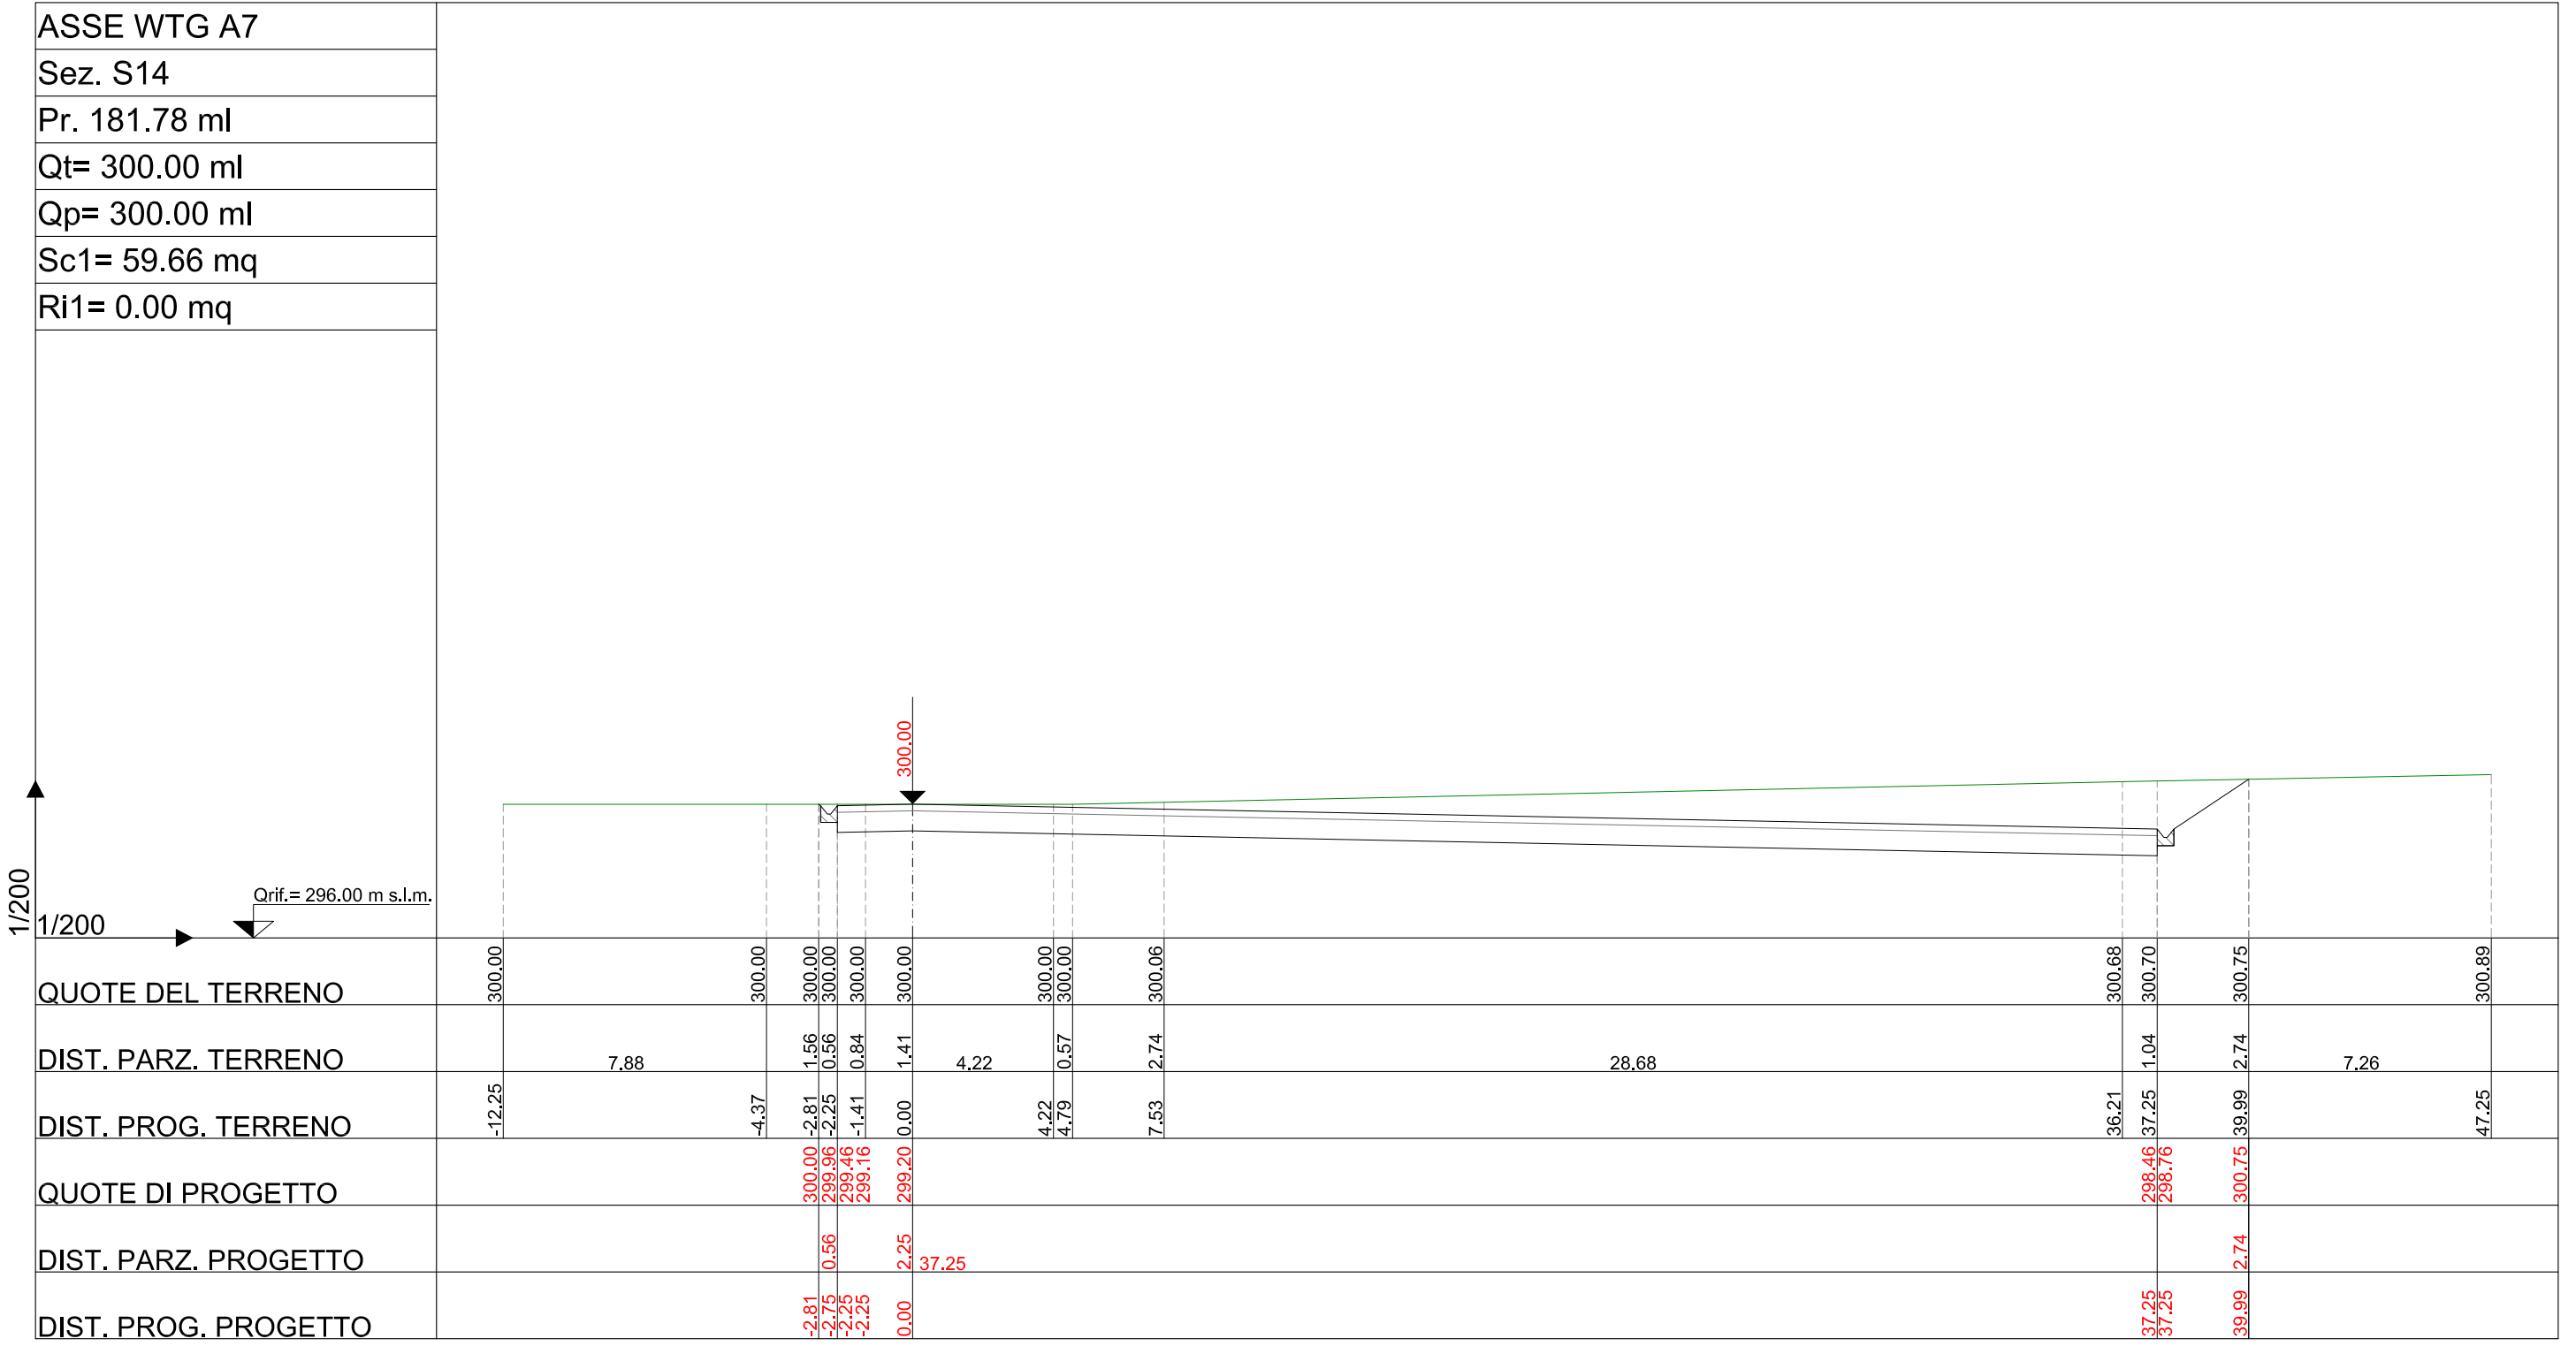 ASSE WTG A7
Sez. S14
Pr. 181.78 ml
Qt= 300.00 ml
Qp= 300.00 ml
Sc1= 59.66 mq
Ri1= 0.00 mq
300.00
1/200
Qrif.= 296.00 m s.l.m.
1/200
QUOTE DEL TERRENO 300.00 300.00 300.00 300.00 300.00 300.00 300.00 300.00 300.06 300.68 300.70 300.75 300.89
DIST. PARZ. TERRENO 7.88 1.56 0.56 0.84 1.41 4.22 0.57 2.74 28.68 1.04 2.74 7.26
DIST. PROG. TERRENO -12.25 -4.37 -2.81 -2.25 -1.41 0.00 4.22 4.79 7.53 36.21 37.25 39.99 47.25
QUOTE DI PROGETTO 300.00 299.96 299.46 299.16 299.20 298.46 298.76 300.75
DIST. PARZ. PROGETTO 0.56 2.25 37.25 2.74
DIST. PROG. PROGETTO -2.81 -2.75 -2.25 -2.25 0.00 37.25 37.25 39.99